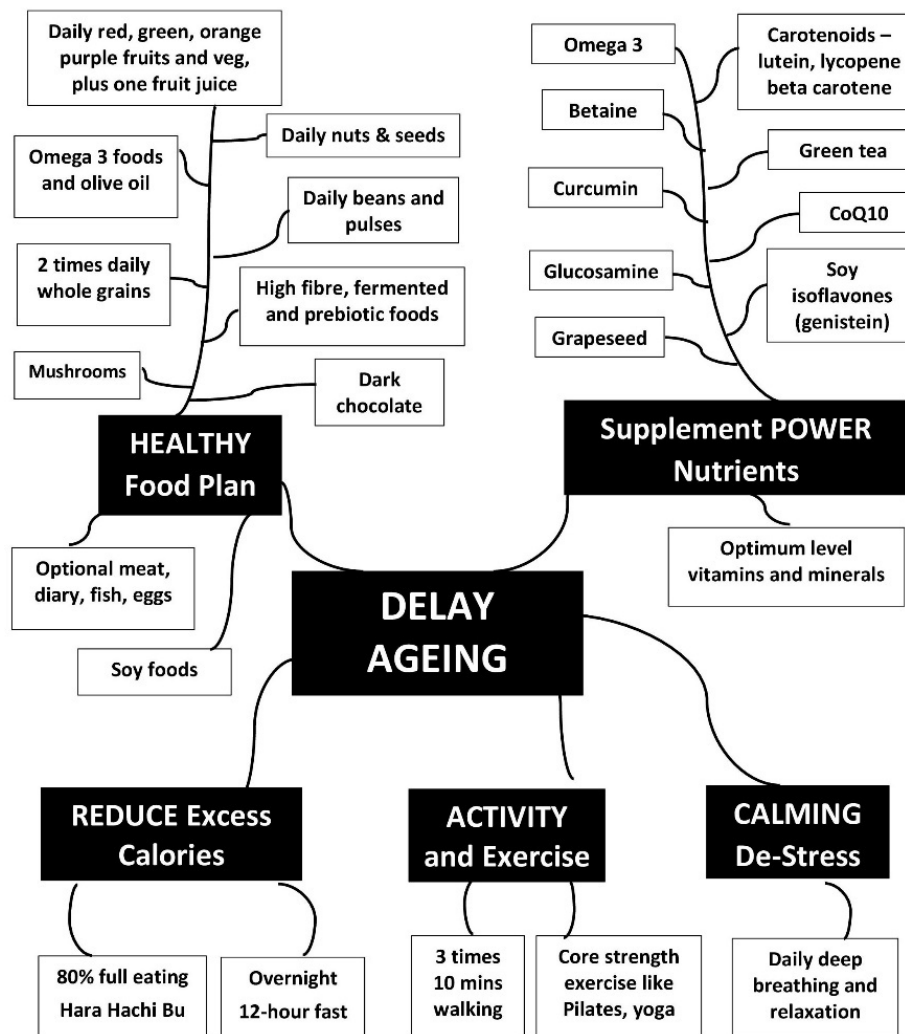 Daily red, green, orange
purple fruits and veg,
plus one fruit juice
Daily nuts & seeds
Omega 3 foods
and olive oil
Daily beans and
pulses
2 times daily
whole grains
High fibre, fermented
and prebiotic foods
Mushrooms
Dark
chocolate
HEALTHY
Food Plan
Optional meat,
diary, fish, eggs
Soy foods
Omega 3
Carotenoids –
lutein, lycopene
beta carotene
Betaine
Green tea
Curcumin
CoQ10
Glucosamine
Soy
isoflavones
(genistein)
Grapeseed
Supplement POWER
Nutrients
Optimum level
vitamins and minerals
DELAY
AGEING
REDUCE Excess
Calories
80% full eating
Hara Hachi Bu
Overnight
12-hour fast
ACTIVITY
and Exercise
3 times
10 mins
walking
Core strength
exercise like
Pilates, yoga
CALMING
De-Stress
Daily deep
breathing and
relaxation